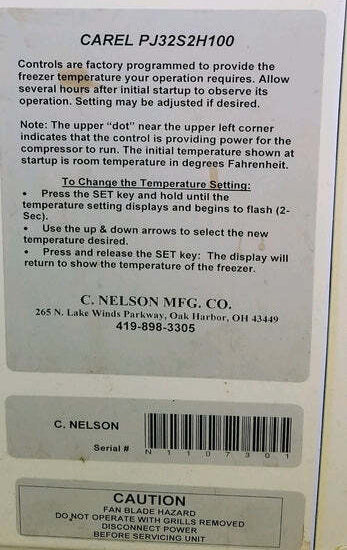 CAREL PJ32S2H100
Controls are factory programmed to provide the
freezer temperature your operation requires. Allow
several hours after initial startup to observe its
operation. Setting may be adjusted if desired.
Note: The upper "dot" near the upper left corner
indicates that the control is providing power for the
compressor to run. The initial temperature shown at
startup is room temperature in degrees Fahrenheit.
To Change the Temperature Setting:
• Press the SET key and hold until the
temperature setting displays and begins to flash (2-
Sec).
• Use the up & down arrows to select the new
temperature desired.
• Press and release the SET key: The display will
return to show the temperature of the freezer.
C. NELSON MFG. CO.
265 N. Lake Winds Parkway, Oak Harbor, OH 43449
419-898-3305
C. NELSON
Serial #
N1107301
CAUTION
FAN BLADE HAZARD
DO NOT OPERATE WITH GRILLS REMOVED
DISCONNECT POWER
BEFORE SERVICING UNIT